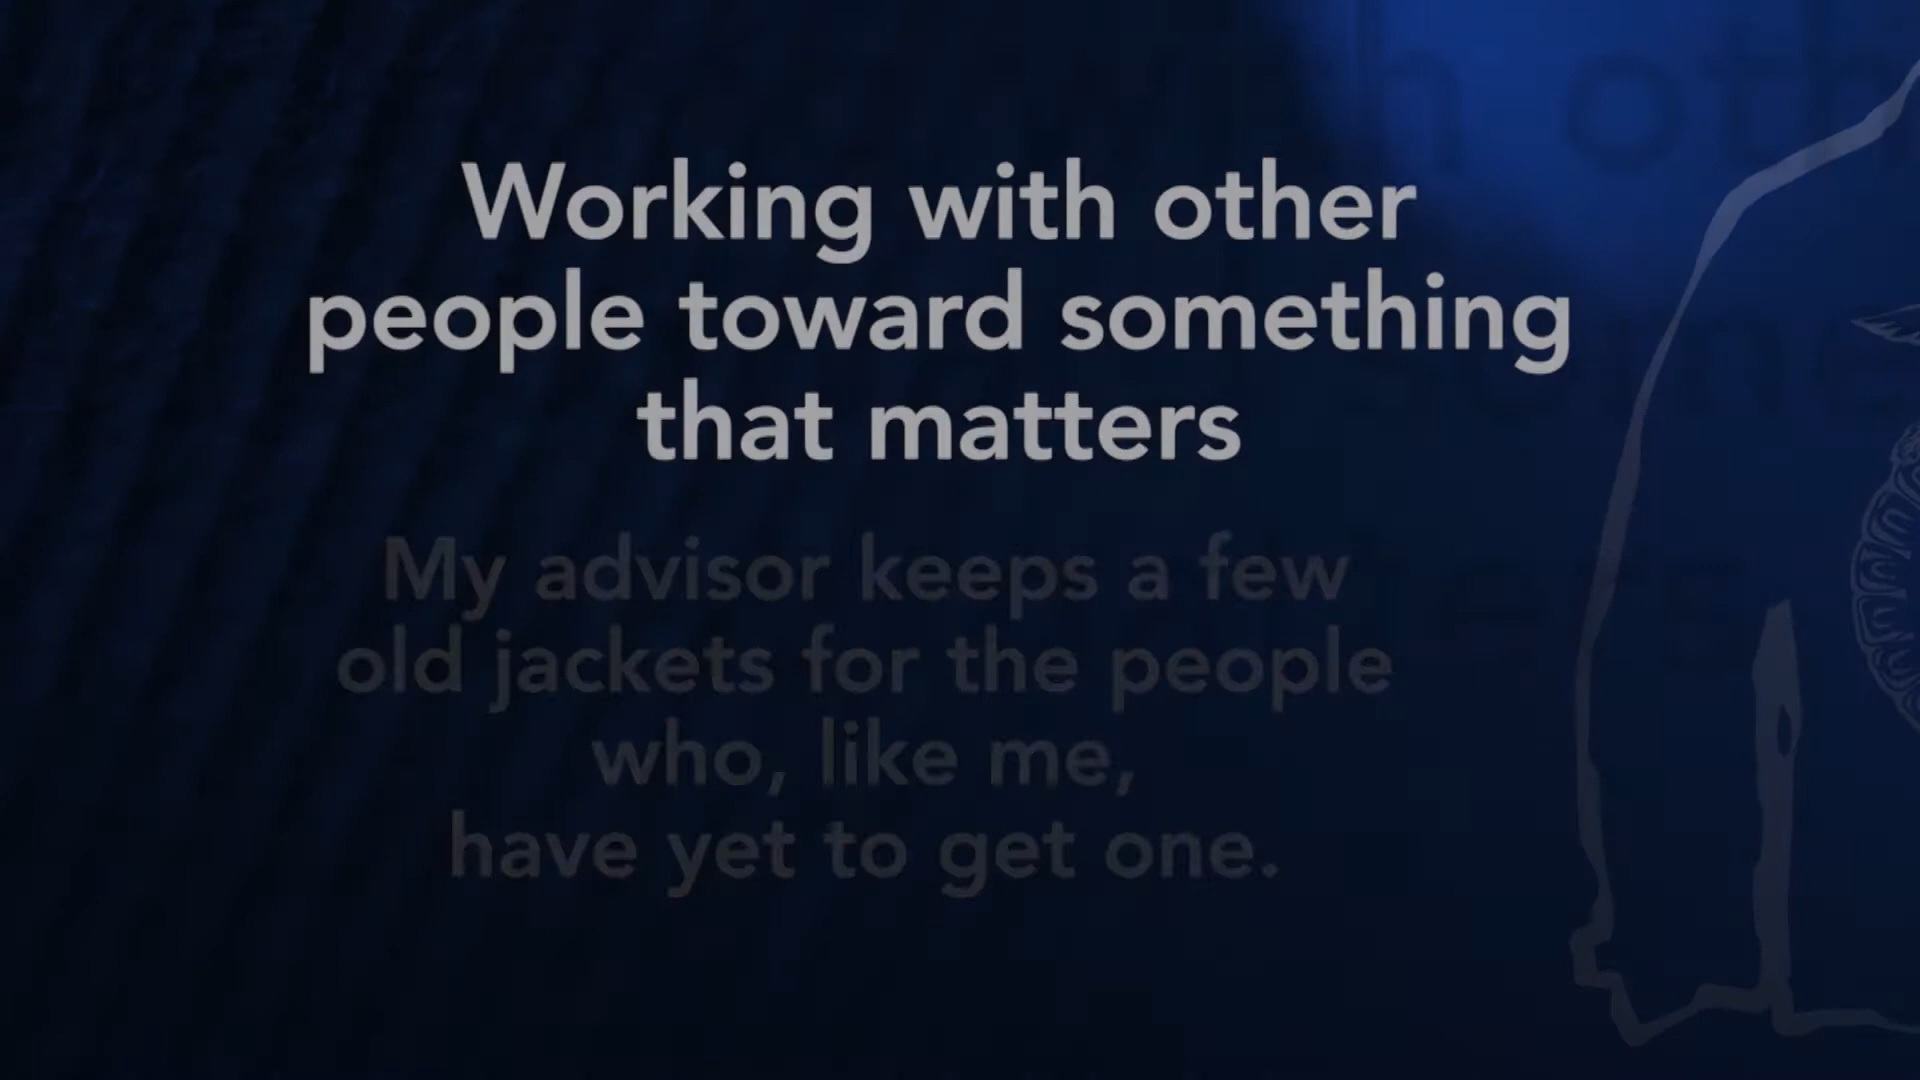 Working with other
people toward something
that matters
My advisor keeps a few
old jackets for the people
who, like me,
have yet to get one.